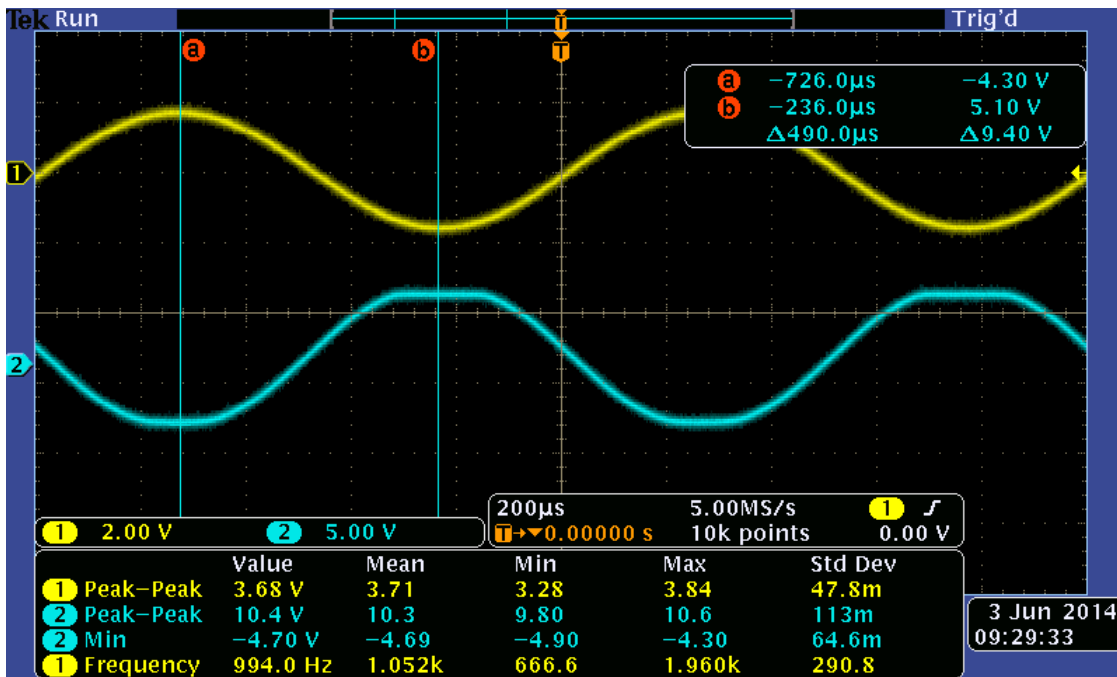 Tek Run Trig'd
a b T
a −726.0µs −4.30 V
b −236.0µs 5.10 V
Δ490.0µs Δ9.40 V
1
2
200µs 5.00MS/s 1
1 2.00 V 2 5.00 V T→▼0.00000 s 10k points 0.00 V
Value Mean Min Max Std Dev
1 Peak−Peak 3.68 V 3.71 3.28 3.84 47.8m
2 Peak−Peak 10.4 V 10.3 9.80 10.6 113m
2 Min −4.70 V −4.69 −4.90 −4.30 64.6m
1 Frequency 994.0 Hz 1.052k 666.6 1.960k 290.8
3 Jun 2014
09:29:33